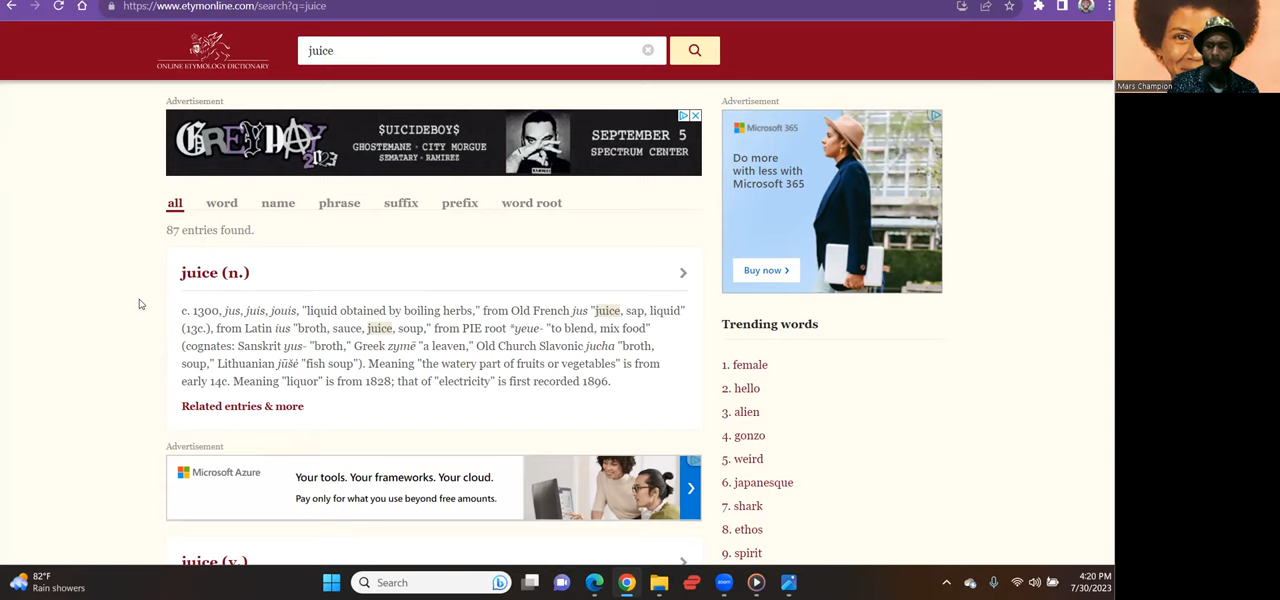 https://www.etymonline.com/search?q=juice
ONLINE ETYMOLOGY DICTIONARY
juice
Mars Champion
Advertisement
GREY DAY 2023
$UICIDEBOY$
GHOSTEMANE · CITY MORGUE
SEMATARY · RAMIREZ
SEPTEMBER 5
SPECTRUM CENTER
Advertisement
Microsoft 365
Do more
with less with
Microsoft 365
Buy now
all word name phrase suffix prefix word root
87 entries found.
juice (n.)
c. 1300, jus, juis, jouis, "liquid obtained by boiling herbs," from Old French jus "juice, sap, liquid"
(13c.), from Latin ius "broth, sauce, juice, soup," from PIE root *yeue- "to blend, mix food"
(cognates: Sanskrit yus- "broth," Greek zymē "a leaven," Old Church Slavonic jucha "broth,
soup," Lithuanian jūšė "fish soup"). Meaning "the watery part of fruits or vegetables" is from
early 14c. Meaning "liquor" is from 1828; that of "electricity" is first recorded 1896.
Related entries & more
Advertisement
Microsoft Azure
Your tools. Your frameworks. Your cloud.
Pay only for what you use beyond free amounts.
juice (v.)
Trending words
1. female
2. hello
3. alien
4. gonzo
5. weird
6. japanesque
7. shark
8. ethos
9. spirit
82°F
Rain showers
Search
zoom
4:20 PM
7/30/2023